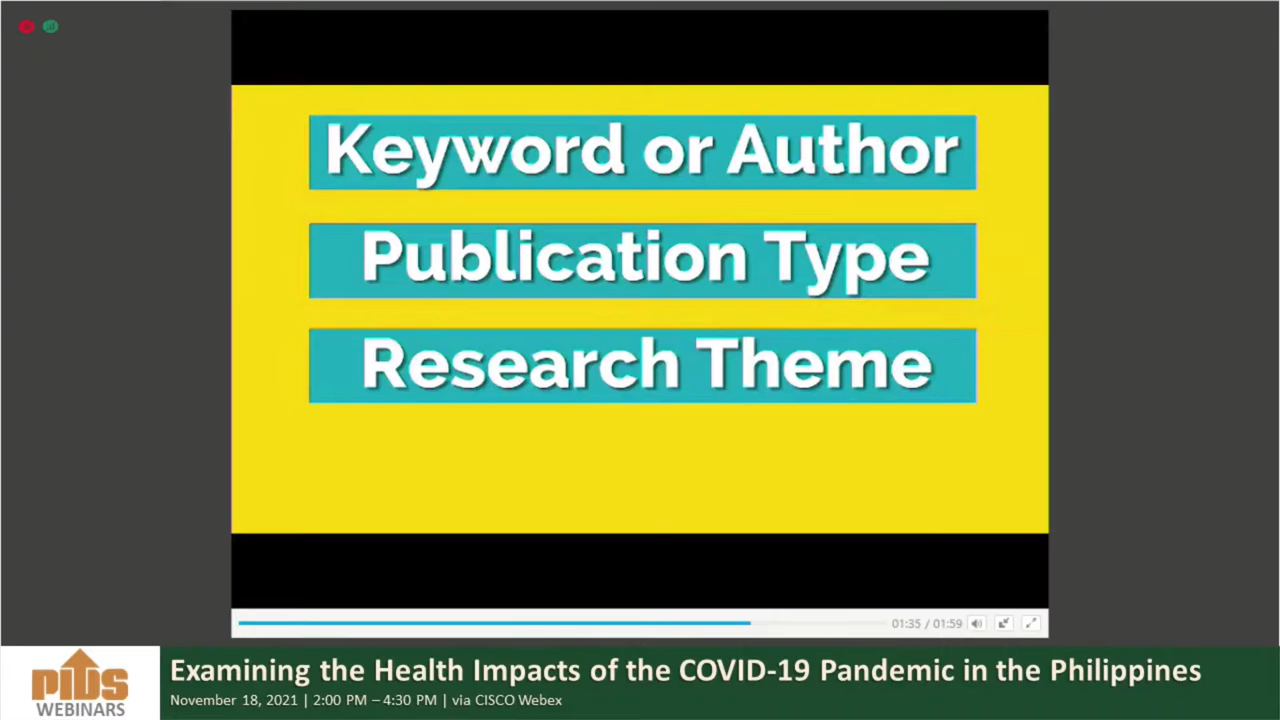 Keyword or Author
Publication Type
Research Theme
01:35 / 01:59
PIDS
WEBINARS
Examining the Health Impacts of the COVID-19 Pandemic in the Philippines
November 18, 2021 | 2:00 PM – 4:30 PM | via CISCO Webex